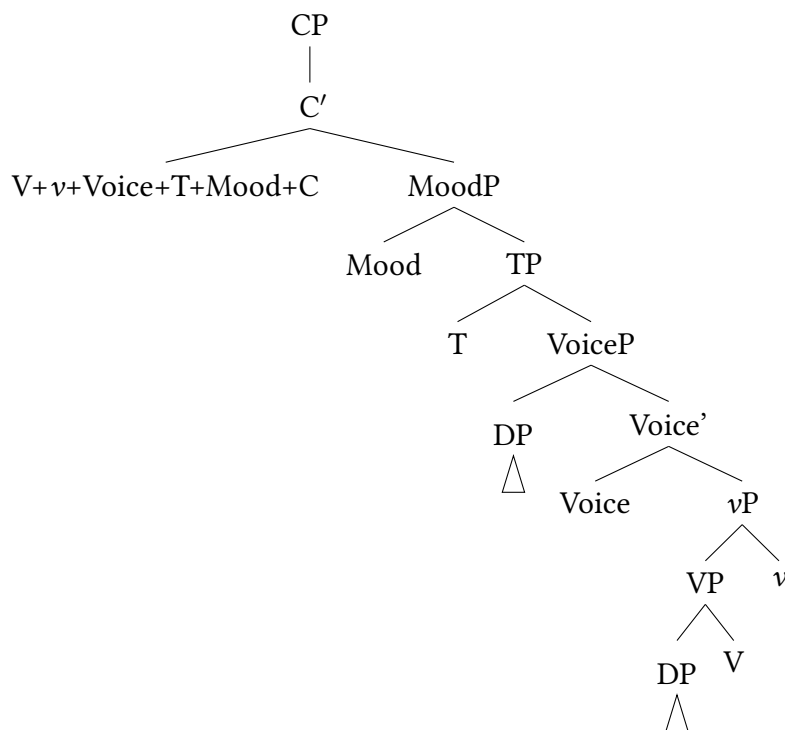 CP
C′
V+v+Voice+T+Mood+C MoodP
Mood TP
T VoiceP
DP Voice’
Voice vP
VP v
DP V